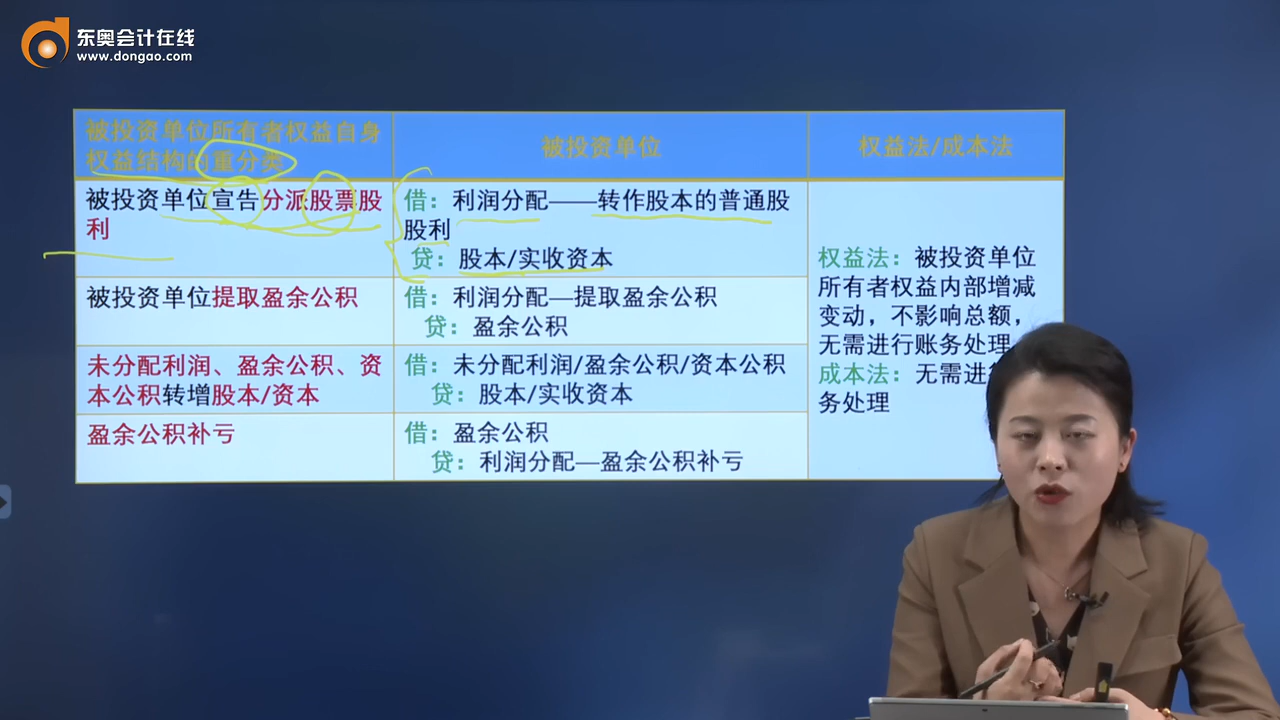 东奥会计在线
www.dongao.com
被投资单位所有者权益自身
权益结构的重分类
被投资单位
权益法/成本法
被投资单位宣告分派股票股
利
借：利润分配——转作股本的普通股
股利
贷：股本/实收资本
被投资单位提取盈余公积
借：利润分配—提取盈余公积
贷：盈余公积
未分配利润、盈余公积、资
本公积转增股本/资本
借：未分配利润/盈余公积/资本公积
贷：股本/实收资本
盈余公积补亏
借：盈余公积
贷：利润分配—盈余公积补亏
权益法：被投资单位
所有者权益内部增减
变动，不影响总额，
无需进行账务处理
成本法：无需进
务处理